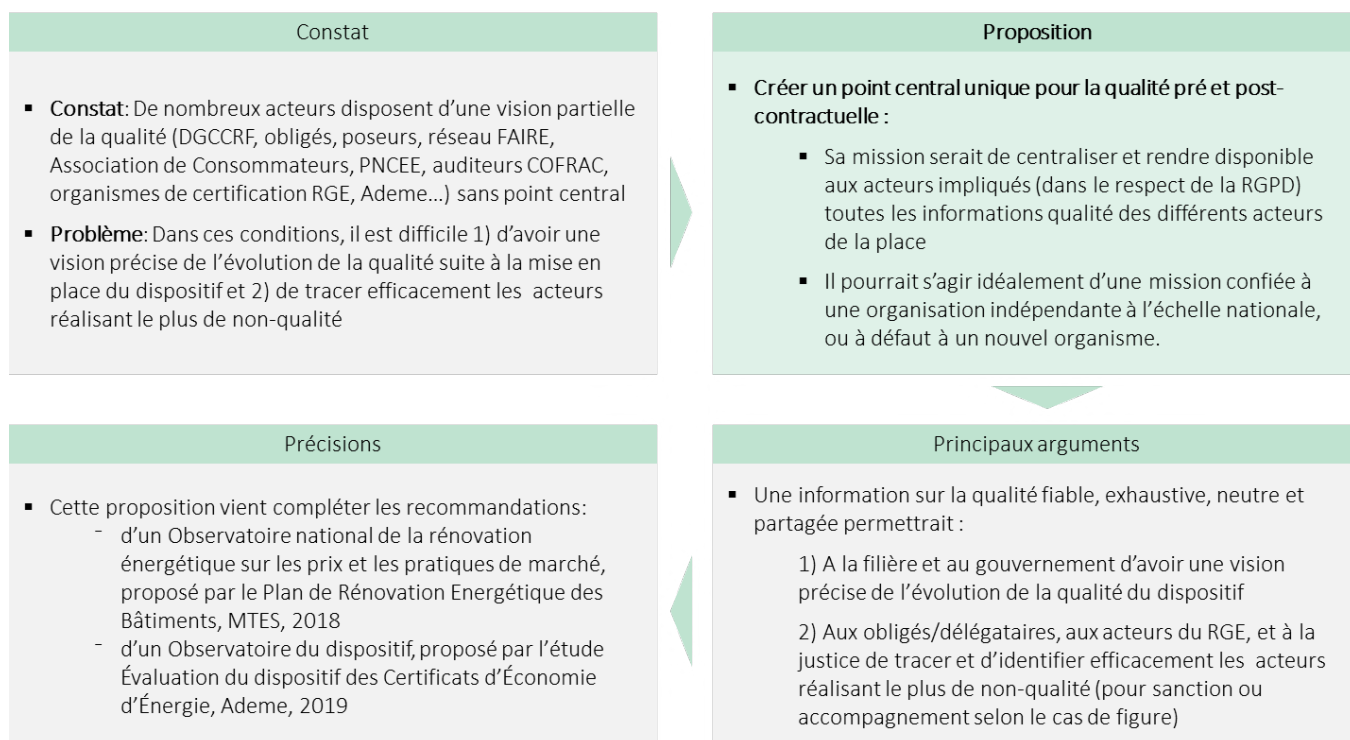 Constat
▪ Constat: De nombreux acteurs disposent d’une vision partielle
de la qualité (DGCCRF, obligés, poseurs, réseau FAIRE,
Association de Consommateurs, PNCEE, auditeurs COFRAC,
organismes de certification RGE, Ademe…) sans point central
▪ Problème: Dans ces conditions, il est difficile 1) d’avoir une
vision précise de l’évolution de la qualité suite à la mise en
place du dispositif et 2) de tracer efficacement les acteurs
réalisant le plus de non-qualité
Proposition
▪ Créer un point central unique pour la qualité pré et post-
contractuelle :
▪ Sa mission serait de centraliser et rendre disponible
aux acteurs impliqués (dans le respect de la RGPD)
toutes les informations qualité des différents acteurs
de la place
▪ Il pourrait s’agir idéalement d’une mission confiée à
une organisation indépendante à l’échelle nationale,
ou à défaut à un nouvel organisme.
Principaux arguments
▪ Une information sur la qualité fiable, exhaustive, neutre et
partagée permettrait :
1) A la filière et au gouvernement d’avoir une vision
précise de l’évolution de la qualité du dispositif
2) Aux obligés/délégataires, aux acteurs du RGE, et à la
justice de tracer et d’identifier efficacement les acteurs
réalisant le plus de non-qualité (pour sanction ou
accompagnement selon le cas de figure)
Précisions
▪ Cette proposition vient compléter les recommandations:
- d’un Observatoire national de la rénovation
énergétique sur les prix et les pratiques de marché,
proposé par le Plan de Rénovation Energétique des
Bâtiments, MTES, 2018
- d’un Observatoire du dispositif, proposé par l’étude
Évaluation du dispositif des Certificats d’Économie
d’Énergie, Ademe, 2019